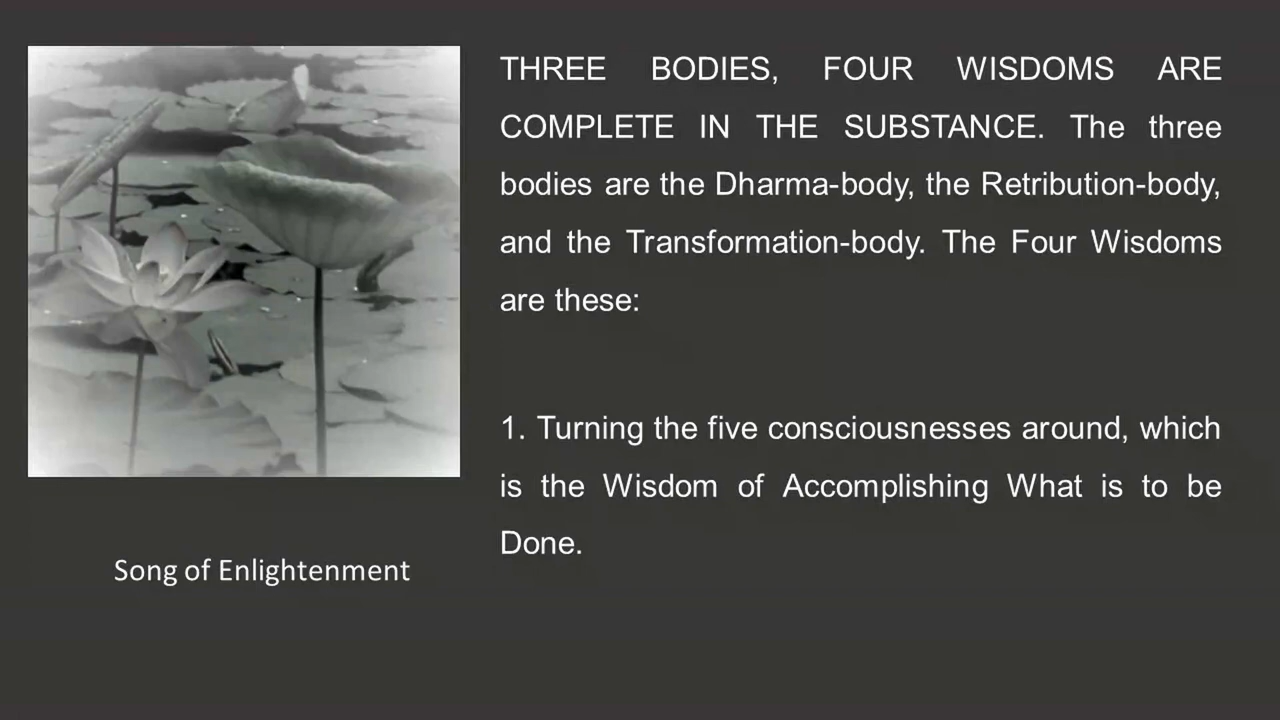 THREE BODIES, FOUR WISDOMS ARE
COMPLETE IN THE SUBSTANCE. The three
bodies are the Dharma-body, the Retribution-body,
and the Transformation-body. The Four Wisdoms
are these:
1. Turning the five consciousnesses around, which
is the Wisdom of Accomplishing What is to be
Done.
Song of Enlightenment